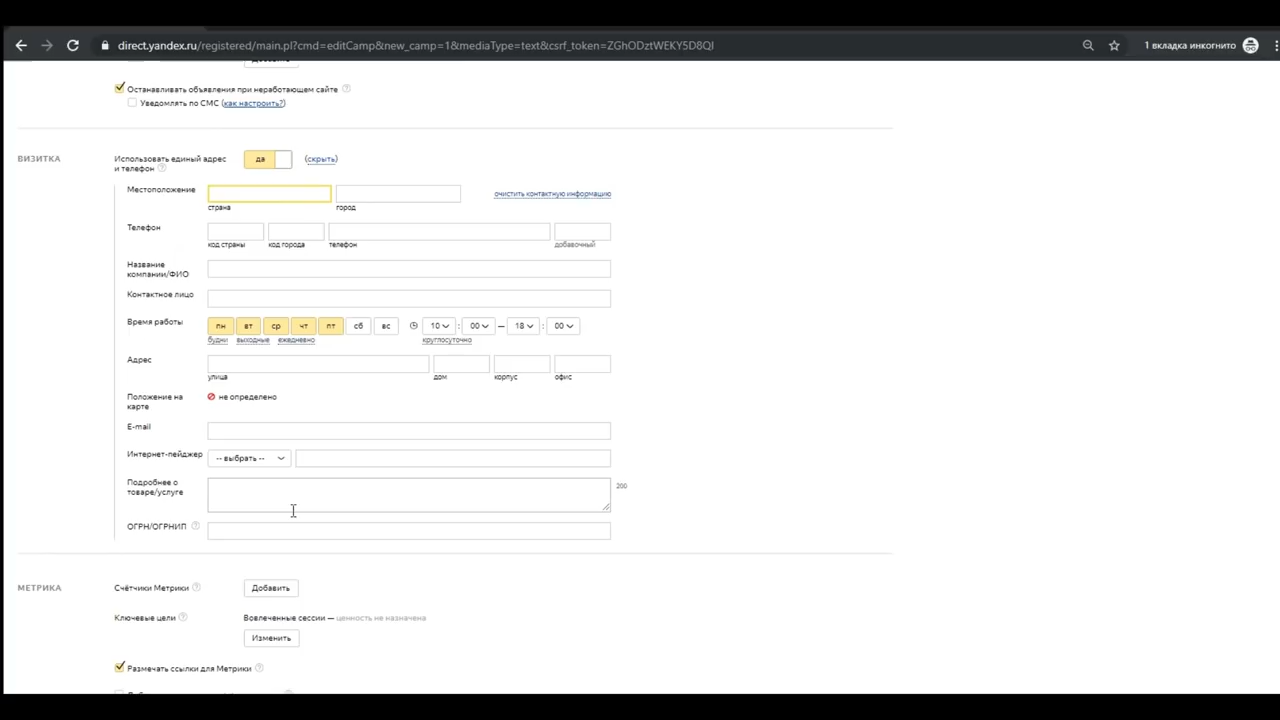 direct.yandex.ru/registered/main.pl?cmd=editCamp&new_camp=1&mediaType=text&csrf_token=ZGhODztWEKY5D8QI
1 вкладка инкогнито
Останавливать объявления при неработающем сайте
Уведомлять по СМС (как настроить?)
ВИЗИТКА
Использовать единый адрес и телефон
да
(скрыть)
Местоположение
очистить контактную информацию
страна
город
Телефон
код страны
код города
телефон
добавочный
Название
компании/ФИО
Контактное лицо
Время работы
пн вт ср чт пт сб вс
10 : 00 — 18 : 00
будни выходные ежедневно
круглосуточно
Адрес
улица
дом
корпус
офис
Положение на
карте
не определено
E-mail
Интернет-пейджер
-- выбрать --
Подробнее о
товаре/услуге
200
ОГРН/ОГРНИП
МЕТРИКА
Счётчики Метрики
Добавить
Ключевые цели
Вовлеченные сессии — ценность не назначена
Изменить
Размечать ссылки для Метрики